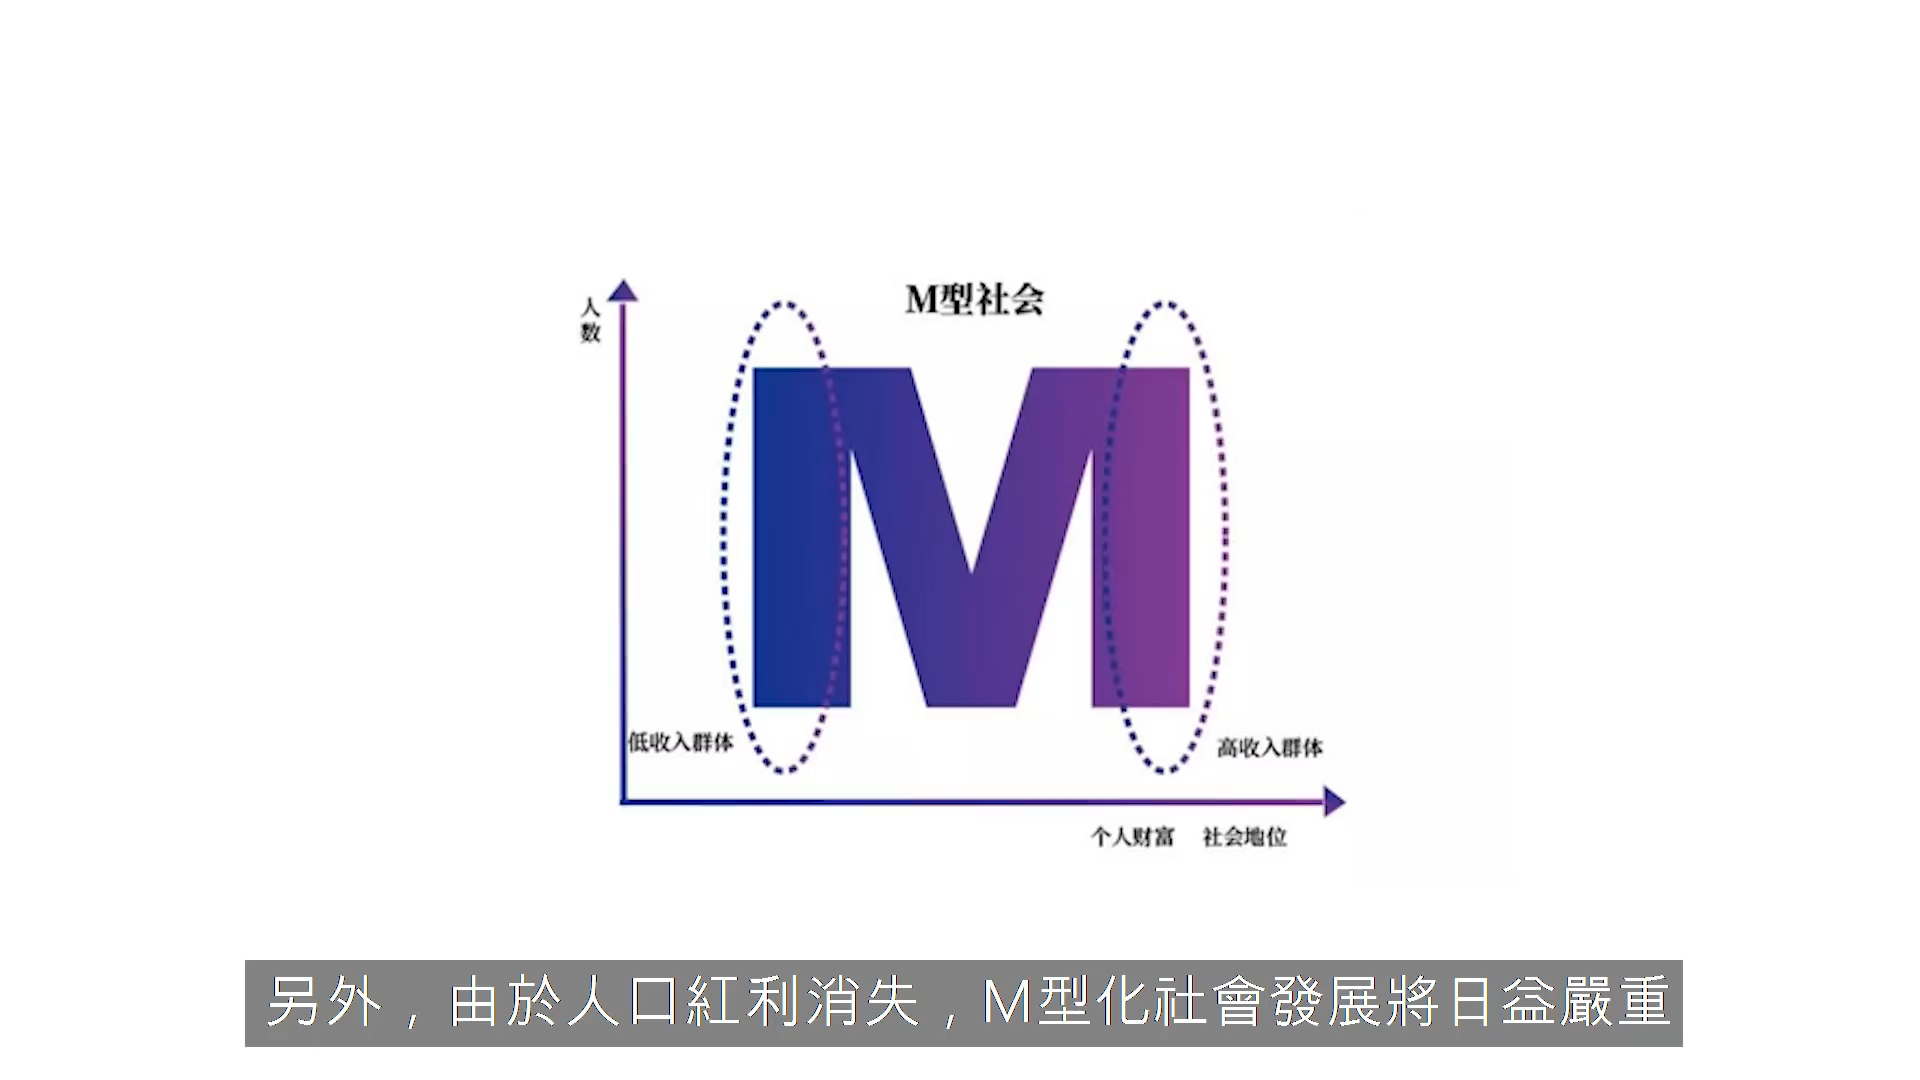 M型社会
人数
低收入群体
高收入群体
个人财富 社会地位
另外，由於人口紅利消失，M型化社會發展將日益嚴重